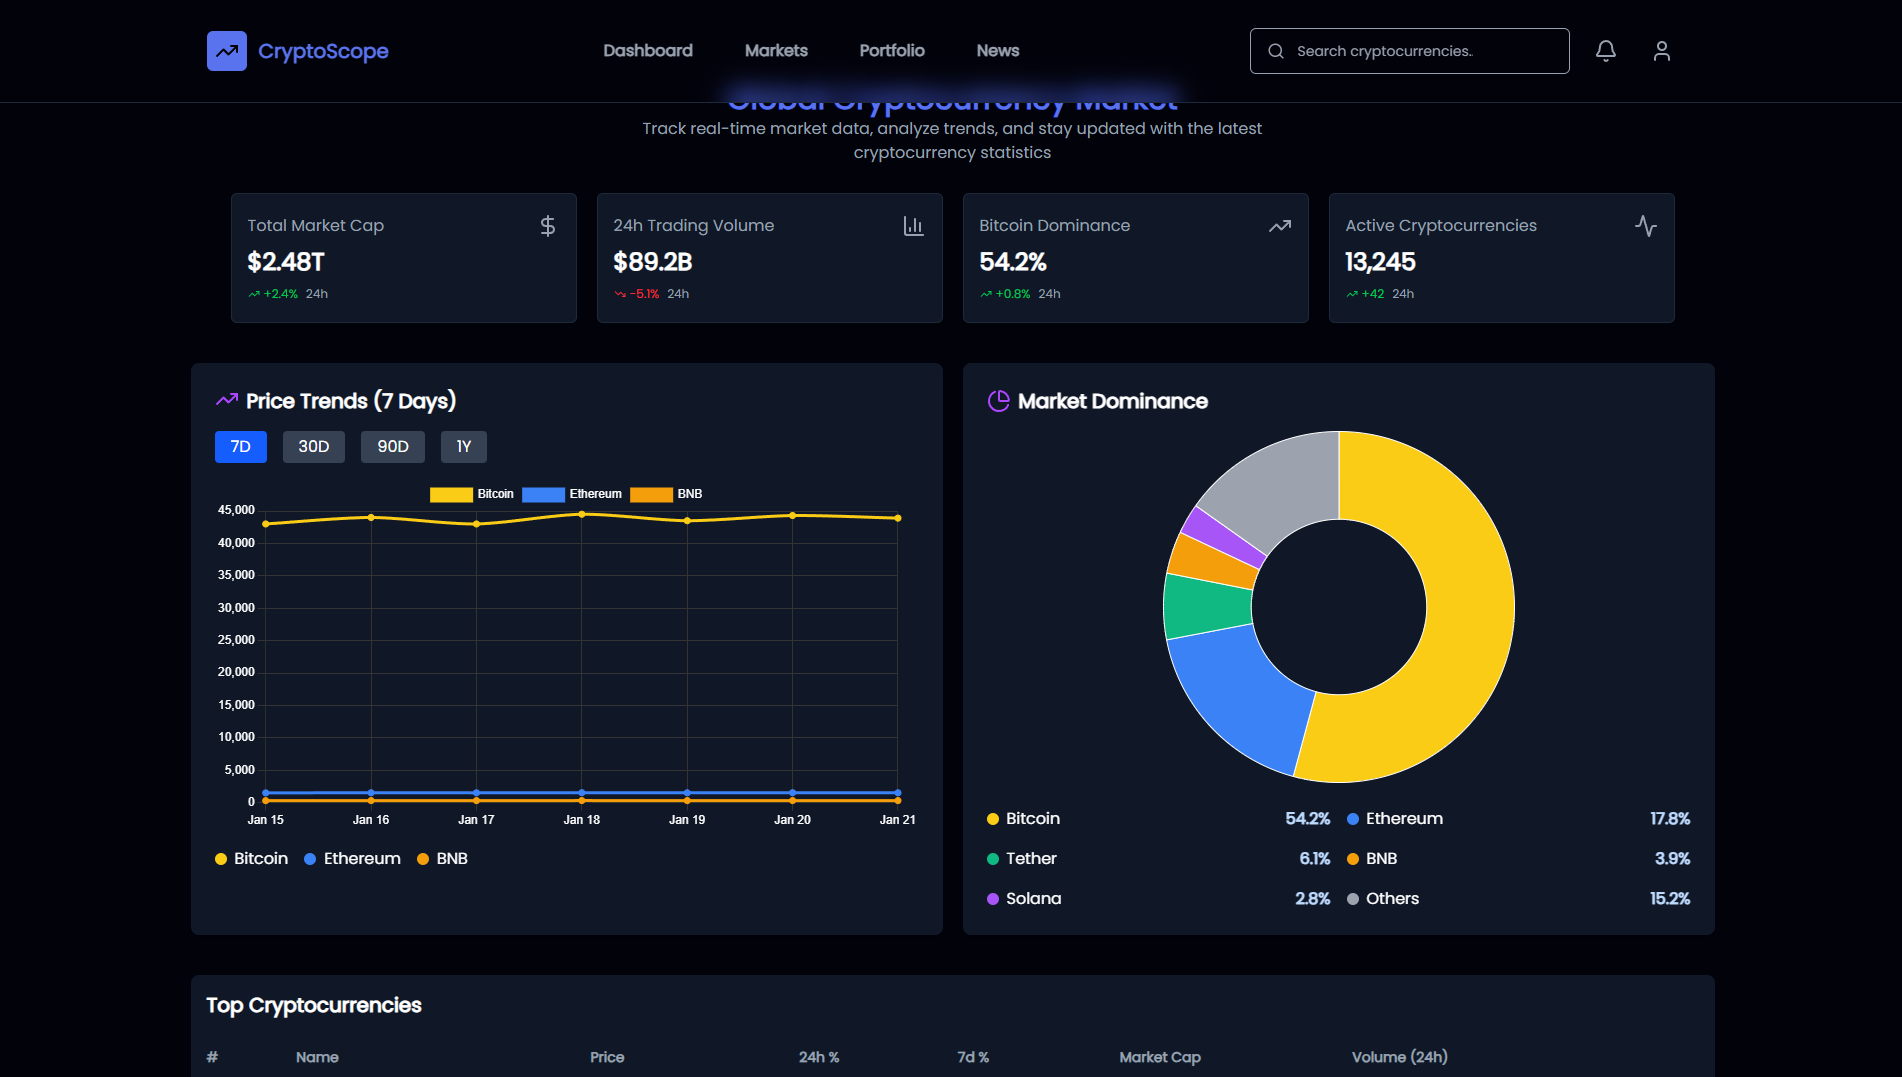 CryptoScope
Dashboard Markets Portfolio News
Search cryptocurrencies..
Global Cryptocurrency Market
Track real-time market data, analyze trends, and stay updated with the latest
cryptocurrency statistics
Total Market Cap
$2.48T
+2.4% 24h
24h Trading Volume
$89.2B
-5.1% 24h
Bitcoin Dominance
54.2%
+0.8% 24h
Active Cryptocurrencies
13,245
+42 24h
Price Trends (7 Days)
7D 30D 90D 1Y
Bitcoin Ethereum BNB
45,000
40,000
35,000
30,000
25,000
20,000
15,000
10,000
5,000
0
Jan 15 Jan 16 Jan 17 Jan 18 Jan 19 Jan 20 Jan 21
Bitcoin Ethereum BNB
Market Dominance
Bitcoin 54.2% Ethereum 17.8%
Tether 6.1% BNB 3.9%
Solana 2.8% Others 15.2%
Top Cryptocurrencies
# Name Price 24h % 7d % Market Cap Volume (24h)